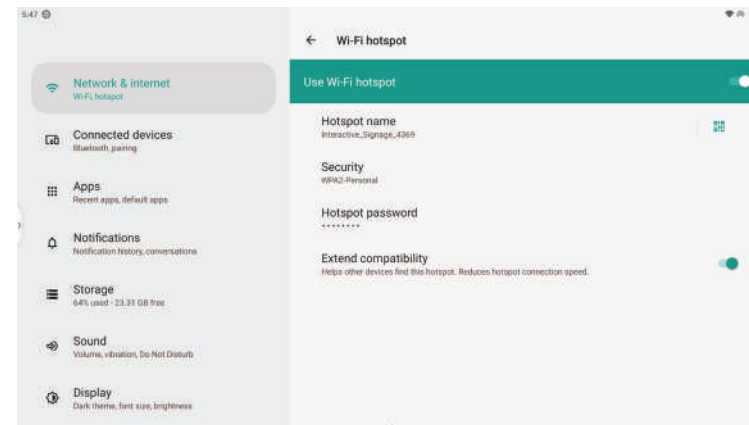 5:47
Wi-Fi hotspot
Network & internet
Wi-Fi, hotspot
Connected devices
Bluetooth, pairing
Apps
Recent apps, default apps
Notifications
Notification history, conversations
Storage
64% used - 23.31 GB free
Sound
Volume, vibration, Do Not Disturb
Display
Dark theme, font size, brightness
Use Wi-Fi hotspot
Hotspot name
Interactive_Signage_4369
Security
WPA2-Personal
Hotspot password
••••••••
Extend compatibility
Helps other devices find this hotspot. Reduces hotspot connection speed.